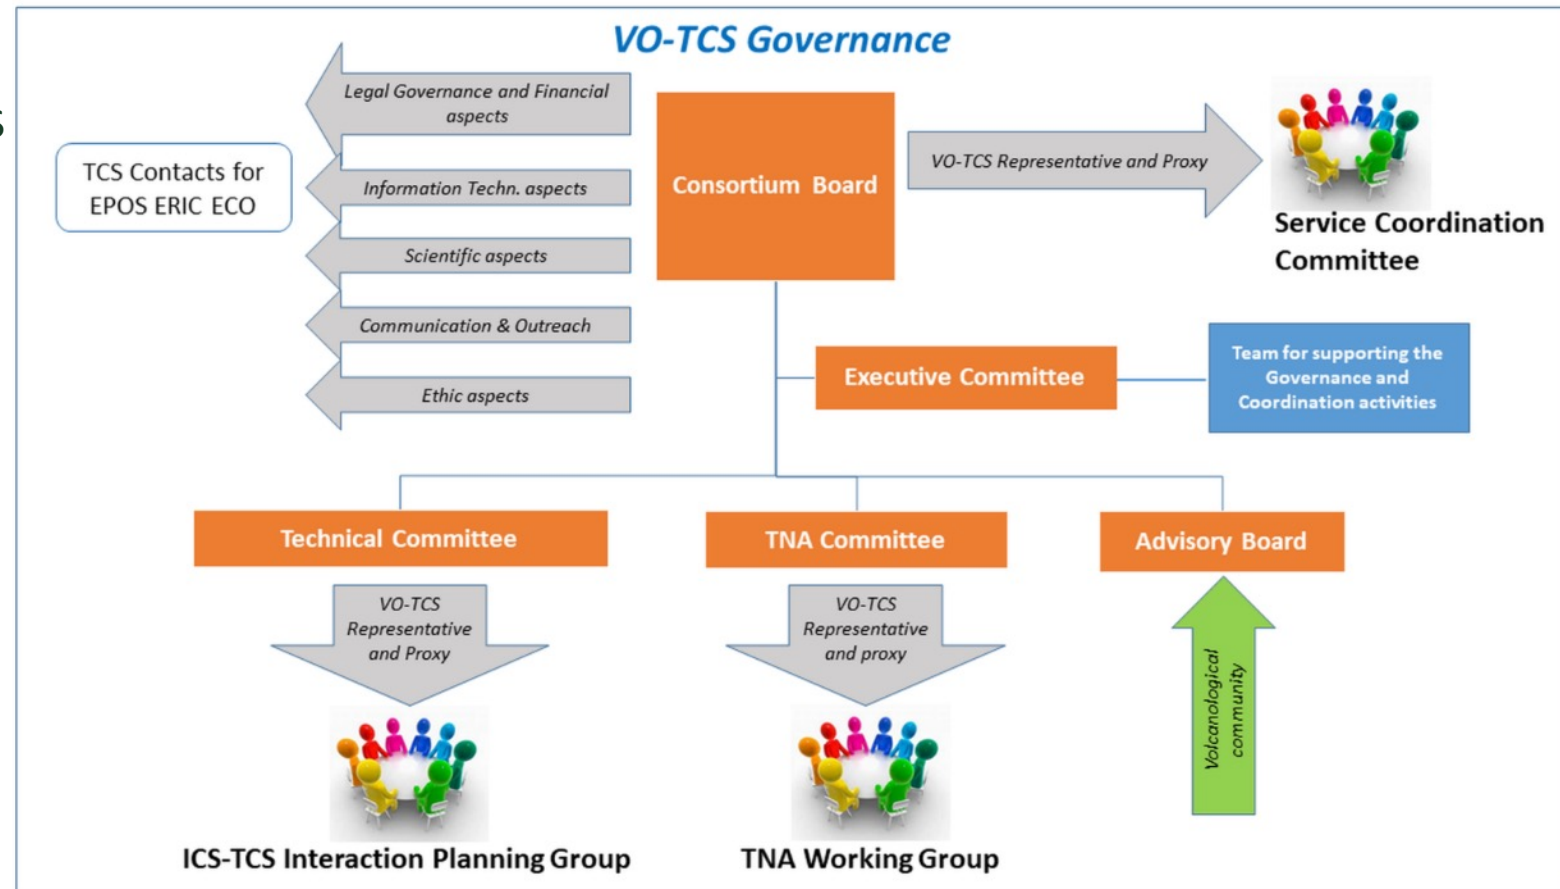 S
VO-TCS Governance
Legal Governance and Financial
aspects
Information Techn. aspects
Scientific aspects
Communication & Outreach
Ethic aspects
TCS Contacts for
EPOS ERIC ECO
Consortium Board
VO-TCS Representative and Proxy
Service Coordination
Committee
Executive Committee
Team for supporting the
Governance and
Coordination activities
Technical Committee
TNA Committee
Advisory Board
VO-TCS
Representative
and Proxy
VO-TCS
Representative
and proxy
Volcanological
community
ICS-TCS Interaction Planning Group
TNA Working Group